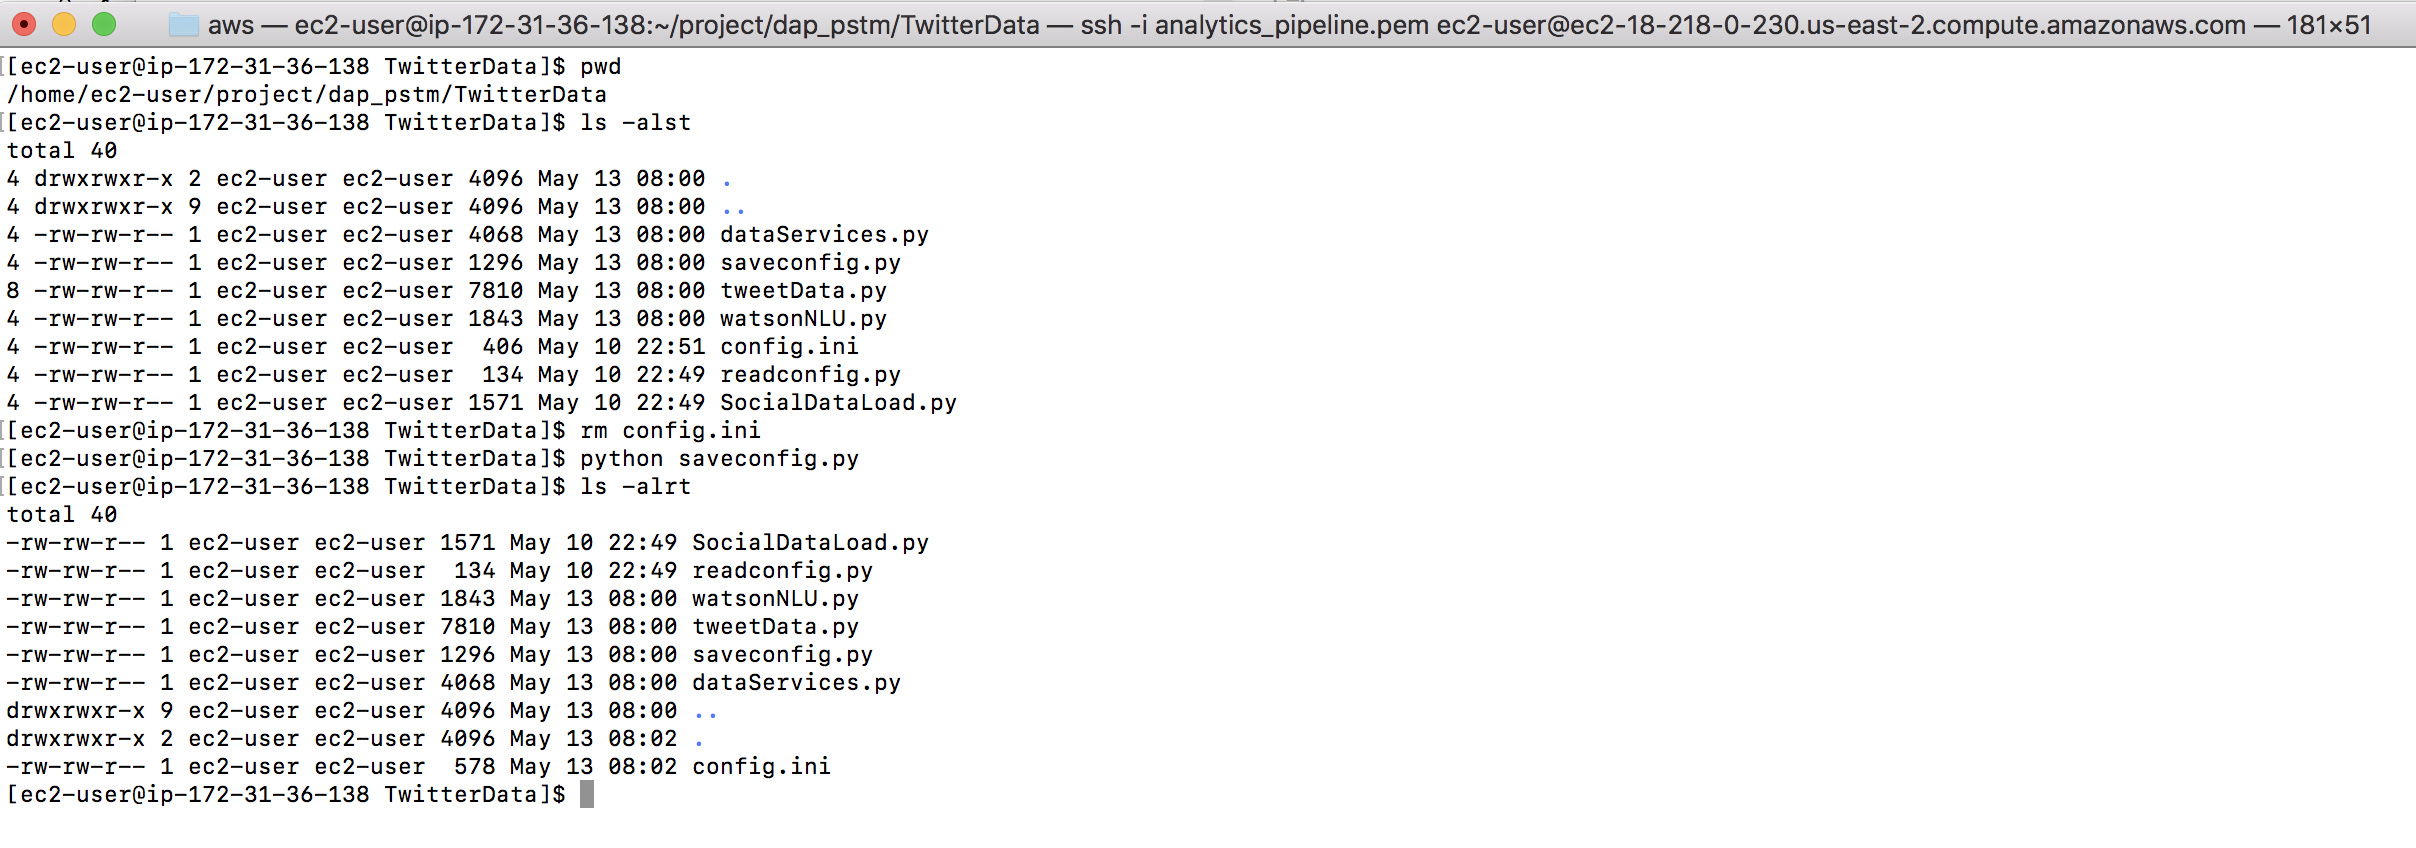 aws — ec2-user@ip-172-31-36-138:~/project/dap_pstm/TwitterData — ssh -i analytics_pipeline.pem ec2-user@ec2-18-218-0-230.us-east-2.compute.amazonaws.com — 181×51
[[ec2-user@ip-172-31-36-138 TwitterData]$ pwd
/home/ec2-user/project/dap_pstm/TwitterData
[[ec2-user@ip-172-31-36-138 TwitterData]$ ls -alst
total 40
4 drwxrwxr-x 2 ec2-user ec2-user 4096 May 13 08:00 .
4 drwxrwxr-x 9 ec2-user ec2-user 4096 May 13 08:00 ..
4 -rw-rw-r-- 1 ec2-user ec2-user 4068 May 13 08:00 dataServices.py
4 -rw-rw-r-- 1 ec2-user ec2-user 1296 May 13 08:00 saveconfig.py
8 -rw-rw-r-- 1 ec2-user ec2-user 7810 May 13 08:00 tweetData.py
4 -rw-rw-r-- 1 ec2-user ec2-user 1843 May 13 08:00 watsonNLU.py
4 -rw-rw-r-- 1 ec2-user ec2-user  406 May 10 22:51 config.ini
4 -rw-rw-r-- 1 ec2-user ec2-user  134 May 10 22:49 readconfig.py
4 -rw-rw-r-- 1 ec2-user ec2-user 1571 May 10 22:49 SocialDataLoad.py
[[ec2-user@ip-172-31-36-138 TwitterData]$ rm config.ini
[[ec2-user@ip-172-31-36-138 TwitterData]$ python saveconfig.py
[[ec2-user@ip-172-31-36-138 TwitterData]$ ls -alrt
total 40
-rw-rw-r-- 1 ec2-user ec2-user 1571 May 10 22:49 SocialDataLoad.py
-rw-rw-r-- 1 ec2-user ec2-user  134 May 10 22:49 readconfig.py
-rw-rw-r-- 1 ec2-user ec2-user 1843 May 13 08:00 watsonNLU.py
-rw-rw-r-- 1 ec2-user ec2-user 7810 May 13 08:00 tweetData.py
-rw-rw-r-- 1 ec2-user ec2-user 1296 May 13 08:00 saveconfig.py
-rw-rw-r-- 1 ec2-user ec2-user 4068 May 13 08:00 dataServices.py
drwxrwxr-x 9 ec2-user ec2-user 4096 May 13 08:00 ..
drwxrwxr-x 2 ec2-user ec2-user 4096 May 13 08:02 .
-rw-rw-r-- 1 ec2-user ec2-user  578 May 13 08:02 config.ini
[ec2-user@ip-172-31-36-138 TwitterData]$